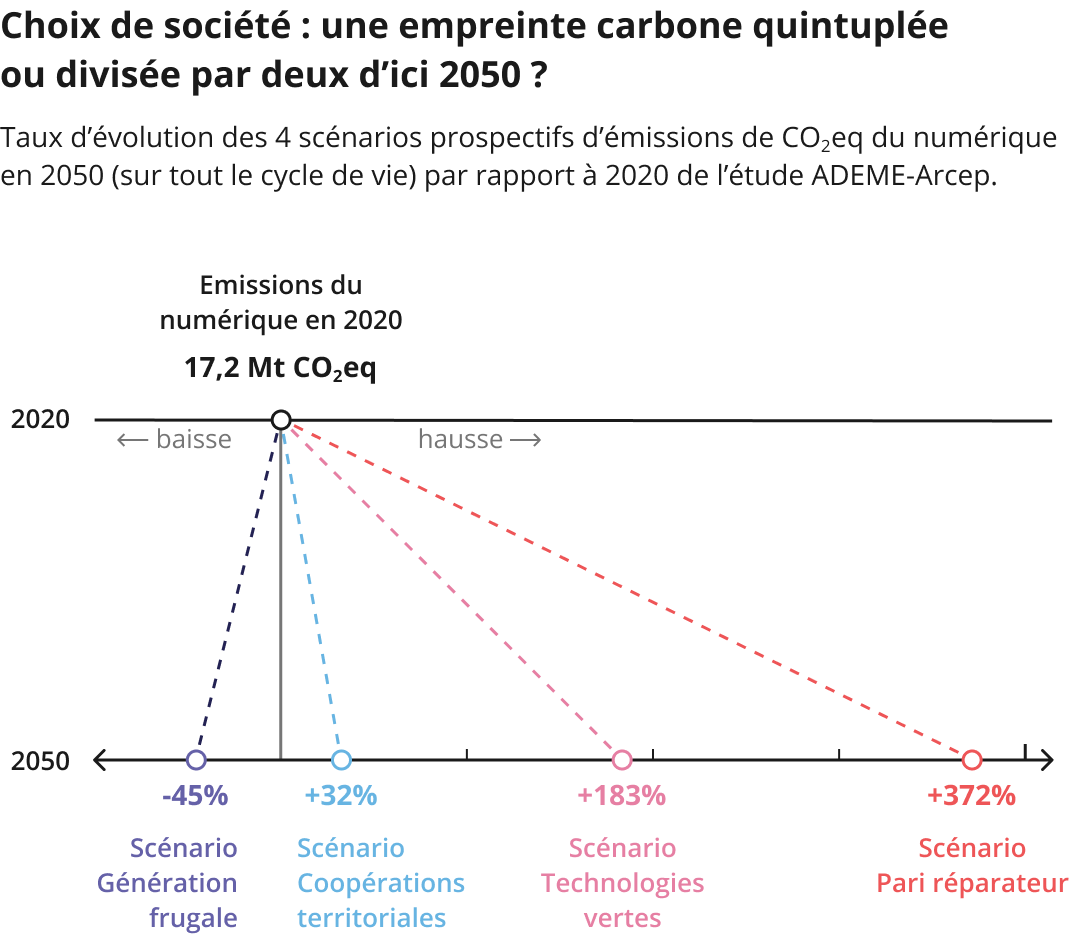 Choix de société : une empreinte carbone quintuplée
ou divisée par deux d’ici 2050 ?
Taux d’évolution des 4 scénarios prospectifs d’émissions de CO₂eq du numérique
en 2050 (sur tout le cycle de vie) par rapport à 2020 de l’étude ADEME-Arcep.
Emissions du
numérique en 2020
17,2 Mt CO₂eq
2020
← baisse
hausse →
2050
-45%
+32%
+183%
+372%
Scénario
Génération
frugale
Scénario
Coopérations
territoriales
Scénario
Technologies
vertes
Scénario
Pari réparateur